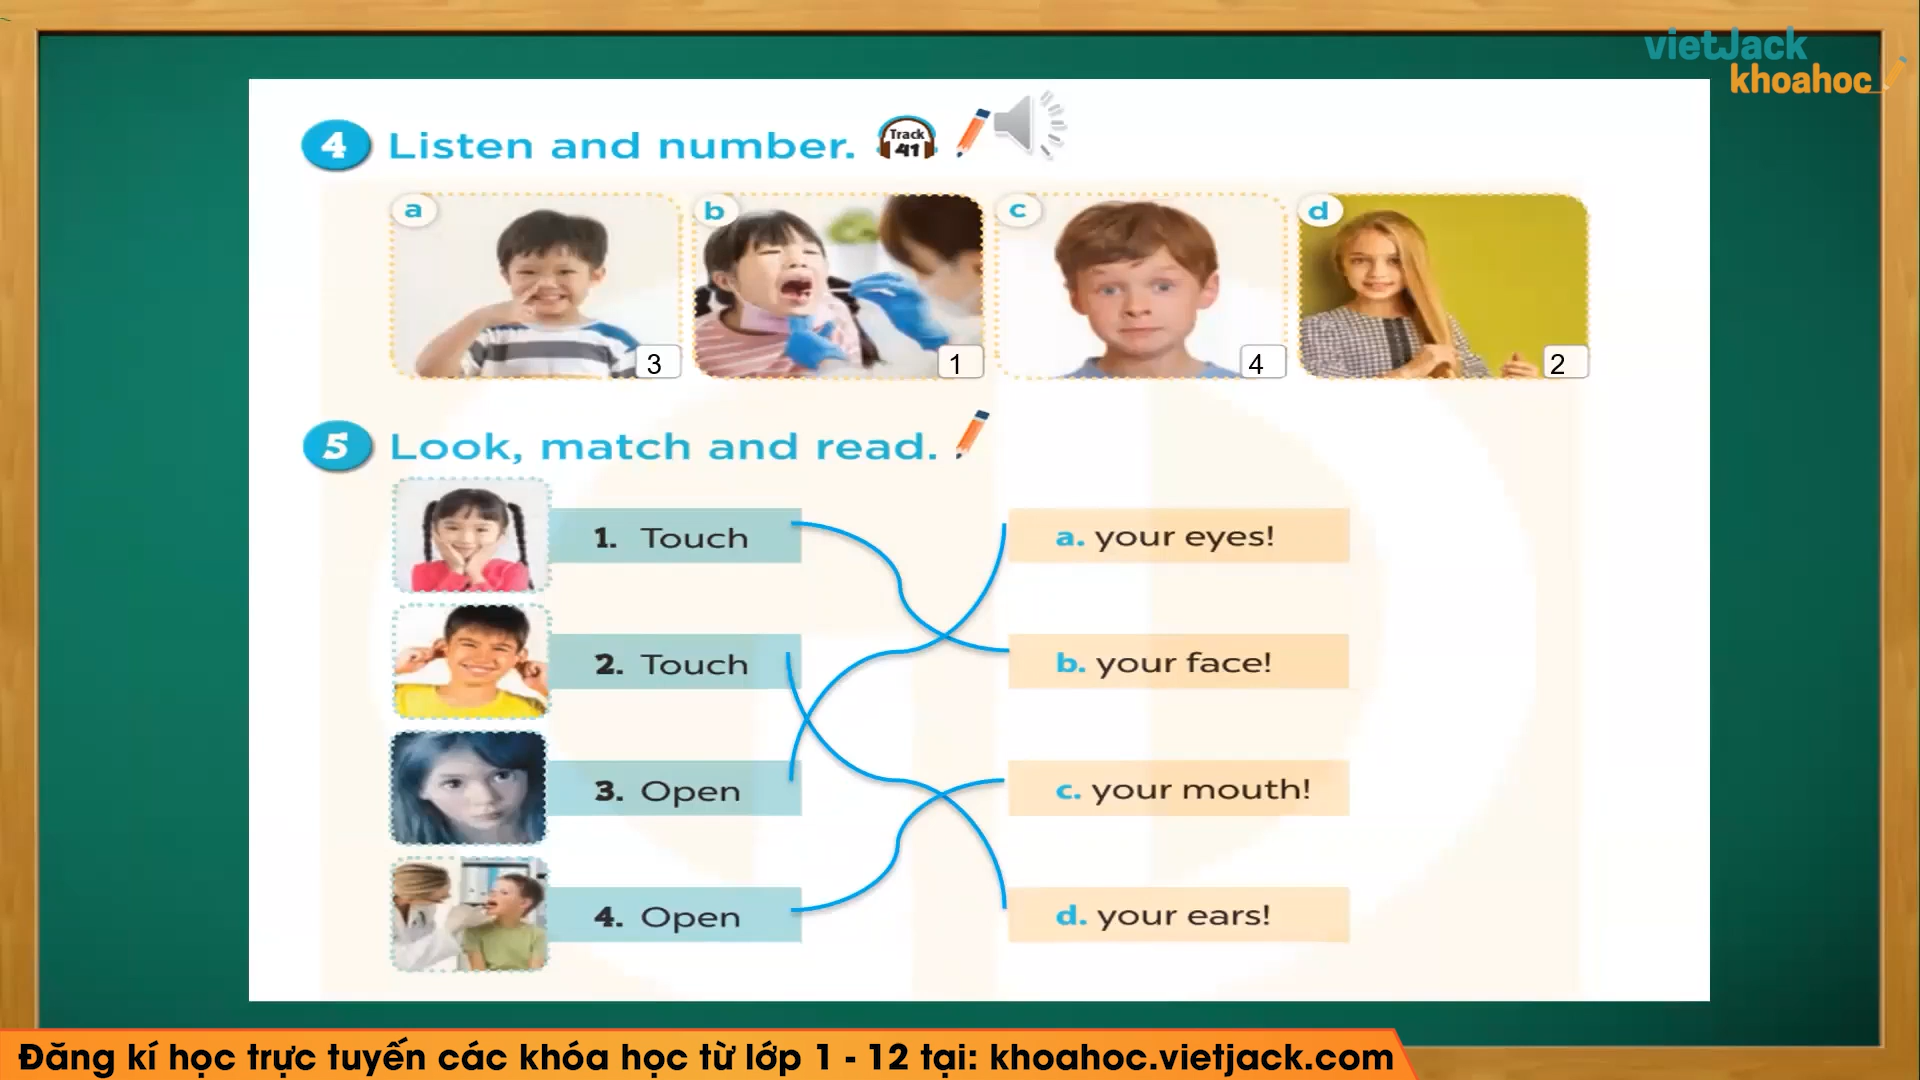 vietJack
khoahoc
4 Listen and number. Track 41
a b c d
3 1 4 2
5 Look, match and read.
1. Touch a. your eyes!
2. Touch b. your face!
3. Open c. your mouth!
4. Open d. your ears!
Đăng kí học trực tuyến các khóa học từ lớp 1 - 12 tại: khoahoc.vietjack.com